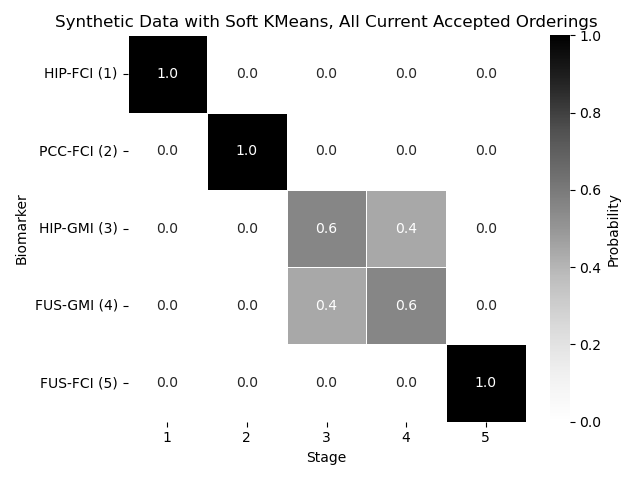 Synthetic Data with Soft KMeans, All Current Accepted Orderings
HIP-FCI (1) 1.0 0.0 0.0 0.0 0.0
PCC-FCI (2) 0.0 1.0 0.0 0.0 0.0
HIP-GMI (3) 0.0 0.0 0.6 0.4 0.0
FUS-GMI (4) 0.0 0.0 0.4 0.6 0.0
FUS-FCI (5) 0.0 0.0 0.0 0.0 1.0
1 2 3 4 5
Stage
Biomarker
1.0
0.8
0.6
0.4
0.2
0.0
Probability